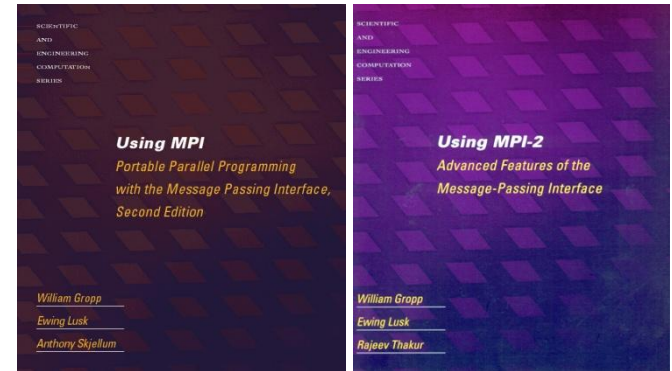 SCIENTIFIC
AND
ENGINEERING
COMPUTATION
SERIES
Using MPI
Portable Parallel Programming
with the Message Passing Interface,
Second Edition
William Gropp
Ewing Lusk
Anthony Skjellum
SCIENTIFIC
AND
ENGINEERING
COMPUTATION
SERIES
Using MPI-2
Advanced Features of the
Message-Passing Interface
William Gropp
Ewing Lusk
Rajeev Thakur